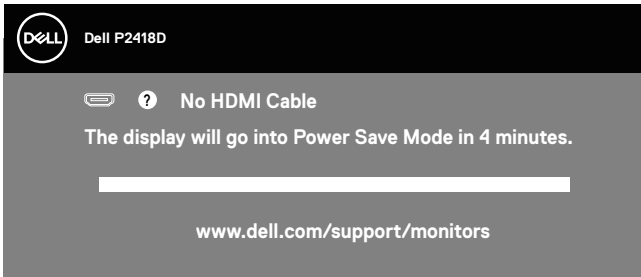 DELL
Dell P2418D
? No HDMI Cable
The display will go into Power Save Mode in 4 minutes.
www.dell.com/support/monitors